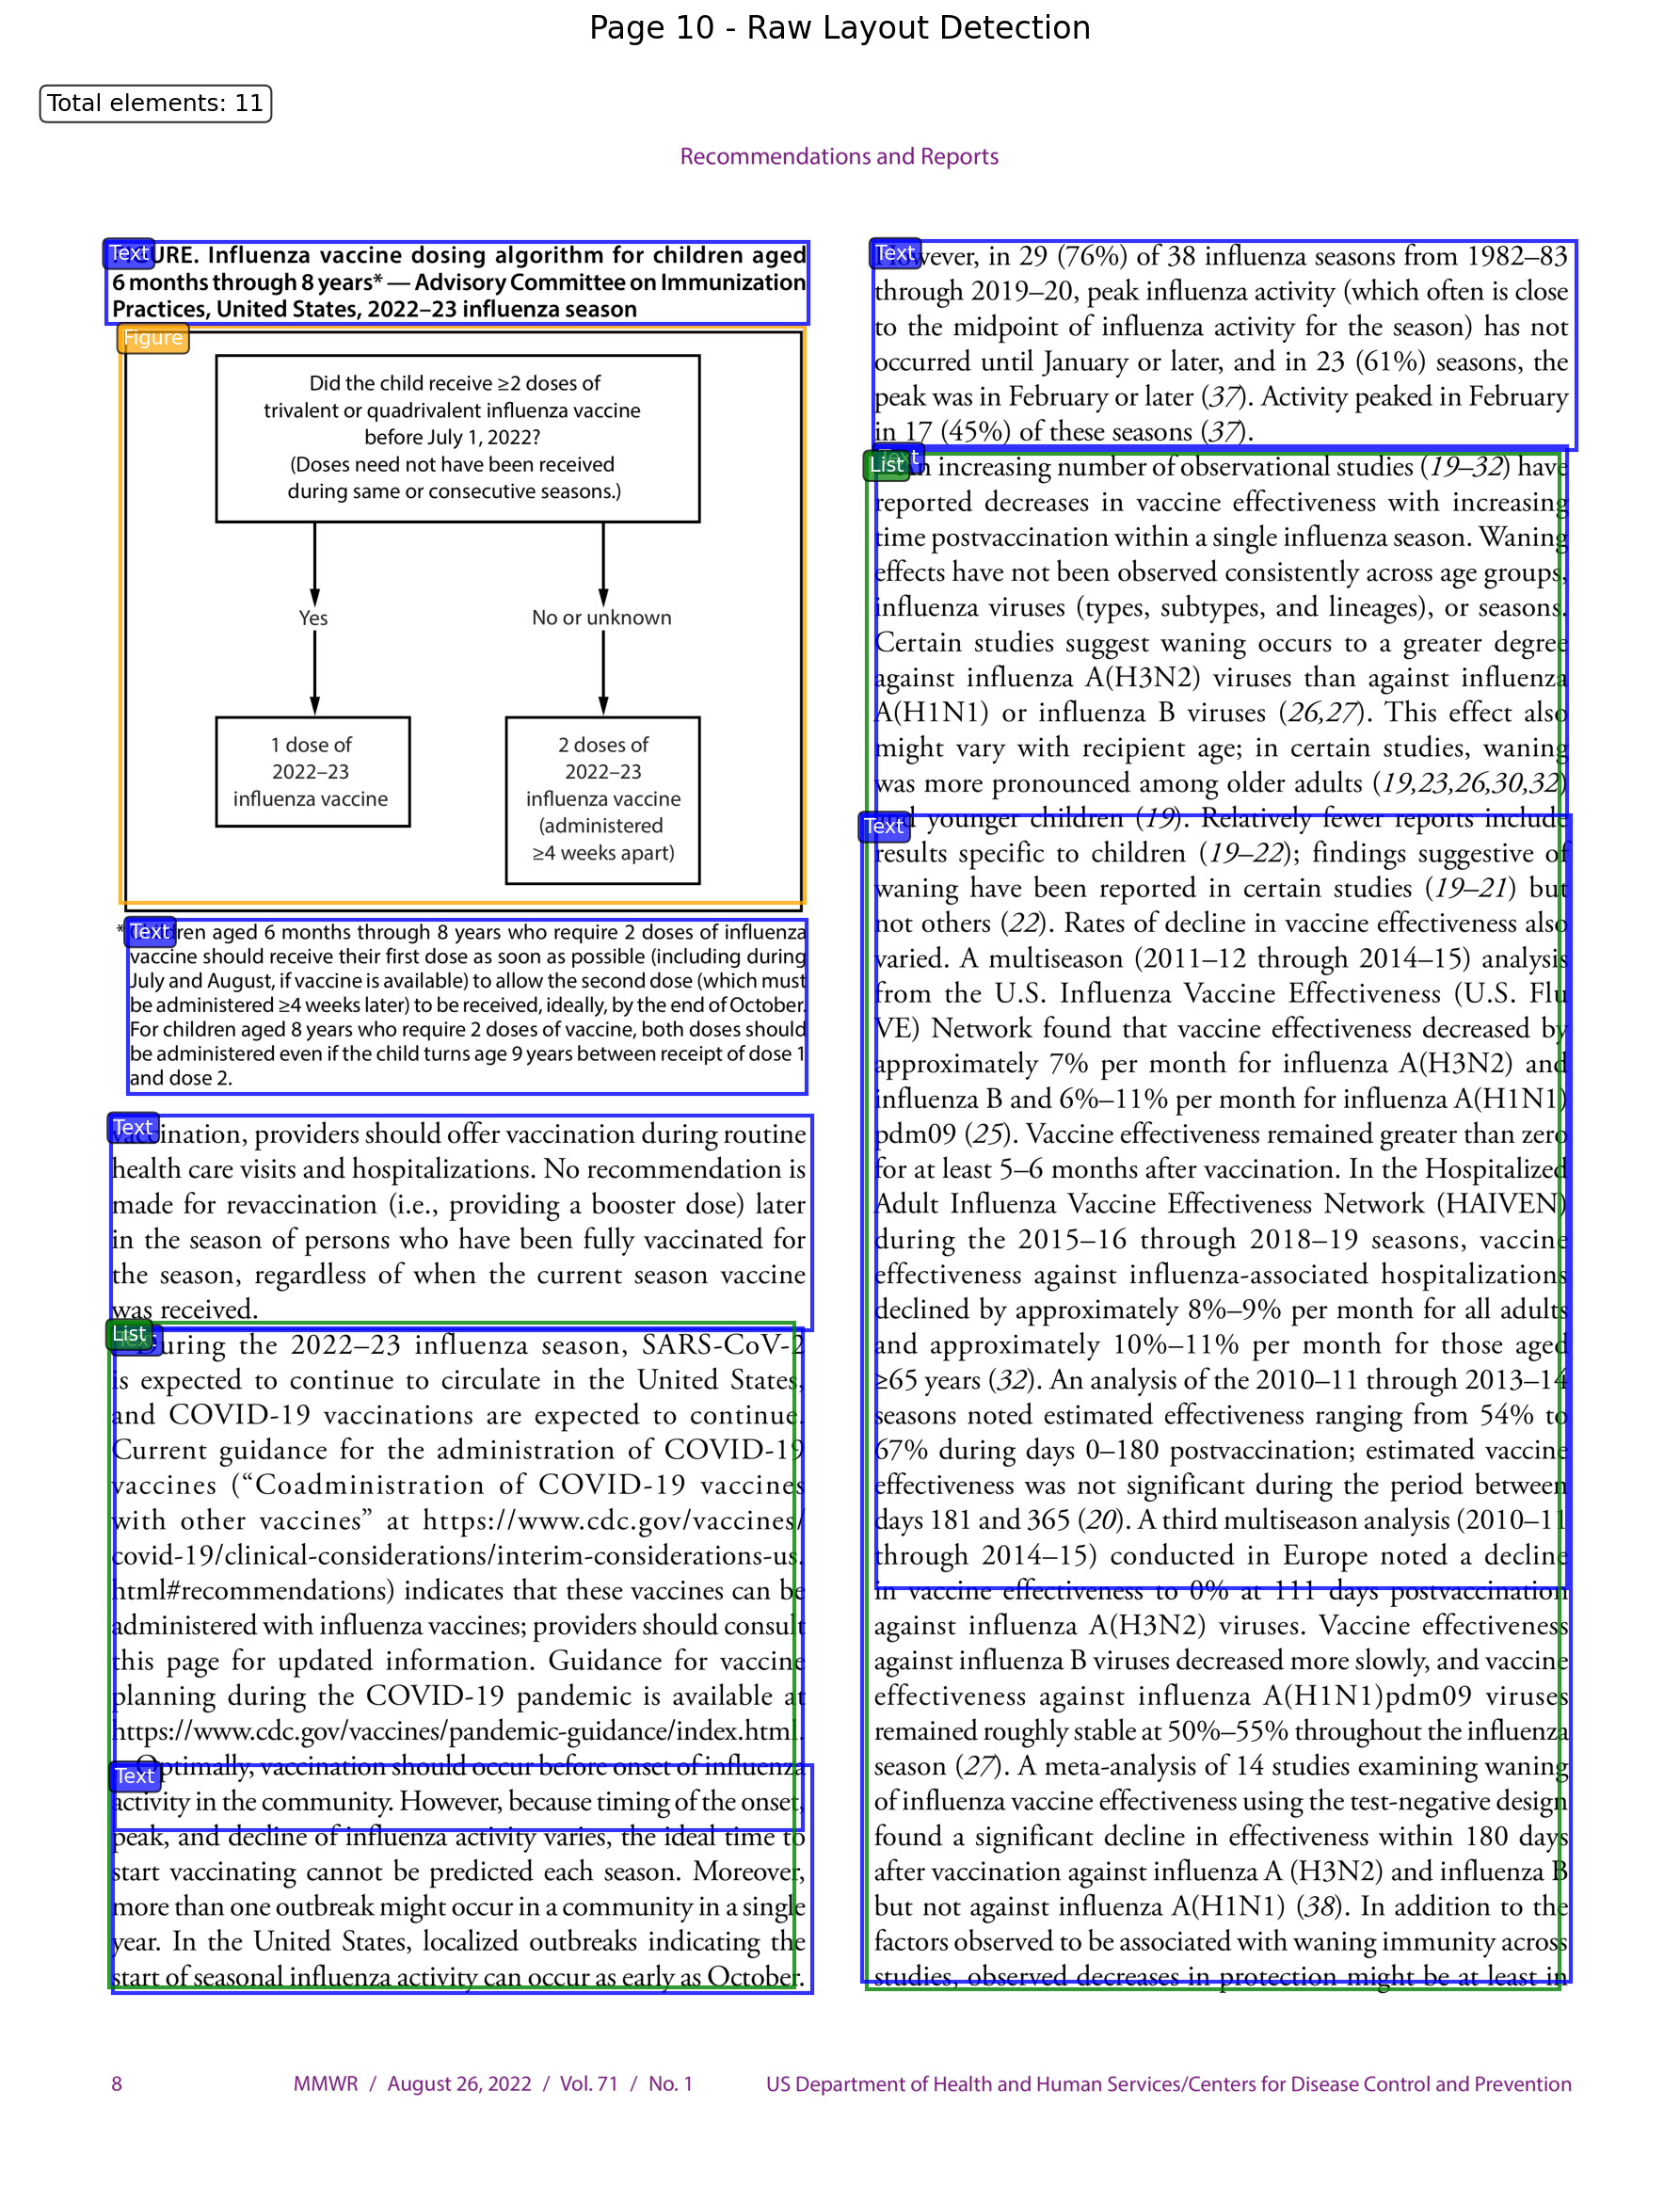 Page 10 - Raw Layout Detection
Total elements: 11
Recommendations and Reports
Text
FIGURE. Influenza vaccine dosing algorithm for children aged
6 months through 8 years* — Advisory Committee on Immunization
Practices, United States, 2022–23 influenza season
Figure
Did the child receive ≥2 doses of
trivalent or quadrivalent influenza vaccine
before July 1, 2022?
(Doses need not have been received
during same or consecutive seasons.)
Yes
No or unknown
1 dose of
2022–23
influenza vaccine
2 doses of
2022–23
influenza vaccine
(administered
≥4 weeks apart)
Text
* Children aged 6 months through 8 years who require 2 doses of influenza
vaccine should receive their first dose as soon as possible (including during
July and August, if vaccine is available) to allow the second dose (which must
be administered ≥4 weeks later) to be received, ideally, by the end of October.
For children aged 8 years who require 2 doses of vaccine, both doses should
be administered even if the child turns age 9 years between receipt of dose 1
and dose 2.
Text
vaccination, providers should offer vaccination during routine
health care visits and hospitalizations. No recommendation is
made for revaccination (i.e., providing a booster dose) later
in the season of persons who have been fully vaccinated for
the season, regardless of when the current season vaccine
was received.
List
Text
During the 2022–23 influenza season, SARS-CoV-2
is expected to continue to circulate in the United States,
and COVID-19 vaccinations are expected to continue.
Current guidance for the administration of COVID-19
vaccines (“Coadministration of COVID-19 vaccines
with other vaccines” at https://www.cdc.gov/vaccines/
covid-19/clinical-considerations/interim-considerations-us.
html#recommendations) indicates that these vaccines can be
administered with influenza vaccines; providers should consult
this page for updated information. Guidance for vaccine
planning during the COVID-19 pandemic is available at
https://www.cdc.gov/vaccines/pandemic-guidance/index.html.
Text
Optimally, vaccination should occur before onset of influenza
activity in the community. However, because timing of the onset,
peak, and decline of influenza activity varies, the ideal time to
start vaccinating cannot be predicted each season. Moreover,
more than one outbreak might occur in a community in a single
year. In the United States, localized outbreaks indicating the
start of seasonal influenza activity can occur as early as October.
Text
However, in 29 (76%) of 38 influenza seasons from 1982–83
through 2019–20, peak influenza activity (which often is close
to the midpoint of influenza activity for the season) has not
occurred until January or later, and in 23 (61%) seasons, the
peak was in February or later (37). Activity peaked in February
in 17 (45%) of these seasons (37).
List
Text
An increasing number of observational studies (19–32) have
reported decreases in vaccine effectiveness with increasing
time postvaccination within a single influenza season. Waning
effects have not been observed consistently across age groups,
influenza viruses (types, subtypes, and lineages), or seasons.
Certain studies suggest waning occurs to a greater degree
against influenza A(H3N2) viruses than against influenza
A(H1N1) or influenza B viruses (26,27). This effect also
might vary with recipient age; in certain studies, waning
was more pronounced among older adults (19,23,26,30,32)
Text
and younger children (19). Relatively fewer reports include
results specific to children (19–22); findings suggestive of
waning have been reported in certain studies (19–21) but
not others (22). Rates of decline in vaccine effectiveness also
varied. A multiseason (2011–12 through 2014–15) analysis
from the U.S. Influenza Vaccine Effectiveness (U.S. Flu
VE) Network found that vaccine effectiveness decreased by
approximately 7% per month for influenza A(H3N2) and
influenza B and 6%–11% per month for influenza A(H1N1)
pdm09 (25). Vaccine effectiveness remained greater than zero
for at least 5–6 months after vaccination. In the Hospitalized
Adult Influenza Vaccine Effectiveness Network (HAIVEN)
during the 2015–16 through 2018–19 seasons, vaccine
effectiveness against influenza-associated hospitalizations
declined by approximately 8%–9% per month for all adults
and approximately 10%–11% per month for those aged
≥65 years (32). An analysis of the 2010–11 through 2013–14
seasons noted estimated effectiveness ranging from 54% to
67% during days 0–180 postvaccination; estimated vaccine
effectiveness was not significant during the period between
days 181 and 365 (20). A third multiseason analysis (2010–11
through 2014–15) conducted in Europe noted a decline
in vaccine effectiveness to 0% at 111 days postvaccination
against influenza A(H3N2) viruses. Vaccine effectiveness
against influenza B viruses decreased more slowly, and vaccine
effectiveness against influenza A(H1N1)pdm09 viruses
remained roughly stable at 50%–55% throughout the influenza
season (27). A meta-analysis of 14 studies examining waning
of influenza vaccine effectiveness using the test-negative design
found a significant decline in effectiveness within 180 days
after vaccination against influenza A (H3N2) and influenza B
but not against influenza A(H1N1) (38). In addition to the
factors observed to be associated with waning immunity across
studies, observed decreases in protection might be at least in
8 MMWR / August 26, 2022 / Vol. 71 / No. 1 US Department of Health and Human Services/Centers for Disease Control and Prevention